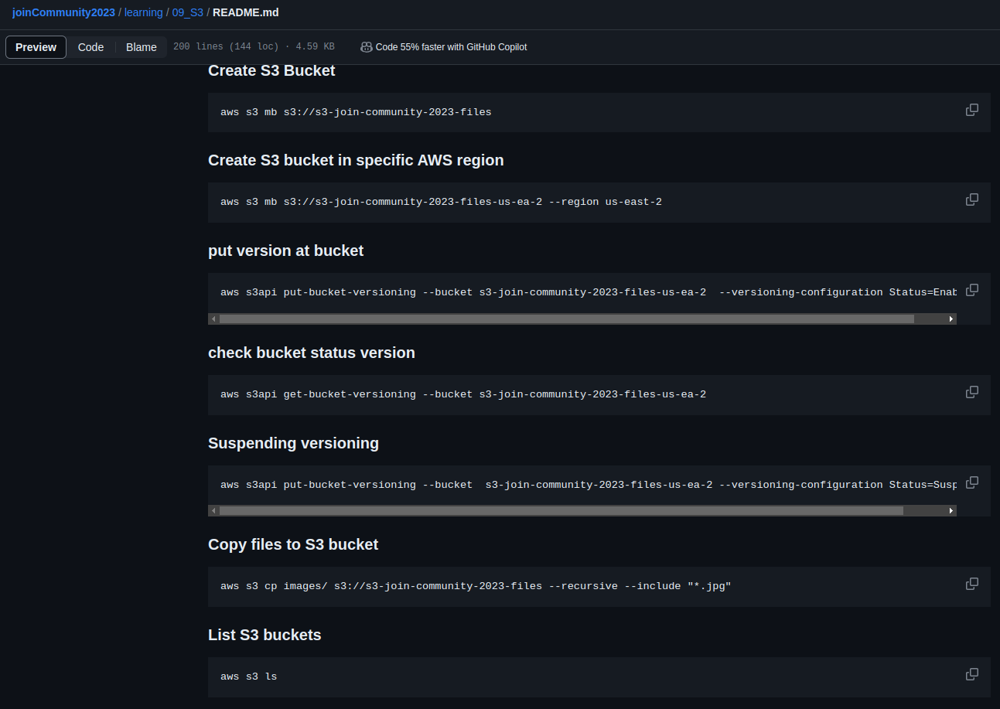 joinCommunity2023 / learning / 09_S3 / README.md
Preview Code Blame 200 lines (144 loc) · 4.59 KB Code 55% faster with GitHub Copilot
Create S3 Bucket
aws s3 mb s3://s3-join-community-2023-files
Create S3 bucket in specific AWS region
aws s3 mb s3://s3-join-community-2023-files-us-ea-2 --region us-east-2
put version at bucket
aws s3api put-bucket-versioning --bucket s3-join-community-2023-files-us-ea-2  --versioning-configuration Status=Enab
check bucket status version
aws s3api get-bucket-versioning --bucket s3-join-community-2023-files-us-ea-2
Suspending versioning
aws s3api put-bucket-versioning --bucket  s3-join-community-2023-files-us-ea-2 --versioning-configuration Status=Susp
Copy files to S3 bucket
aws s3 cp images/ s3://s3-join-community-2023-files --recursive --include "*.jpg"
List S3 buckets
aws s3 ls